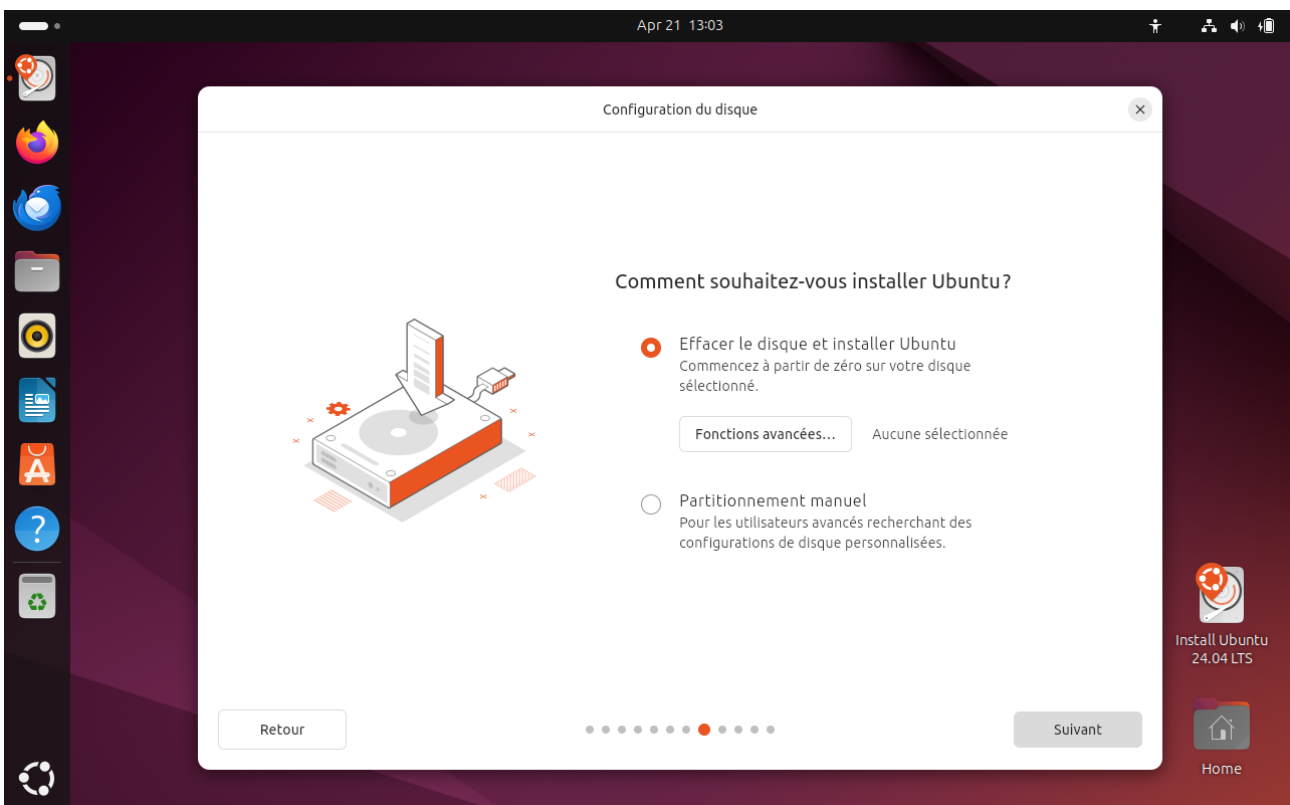 Apr 21 13:03
Configuration du disque
Comment souhaitez-vous installer Ubuntu?
Effacer le disque et installer Ubuntu
Commencez à partir de zéro sur votre disque
sélectionné.
Fonctions avancées... Aucune sélectionnée
Partitionnement manuel
Pour les utilisateurs avancés recherchant des
configurations de disque personnalisées.
Retour
Suivant
Install Ubuntu
24.04 LTS
Home